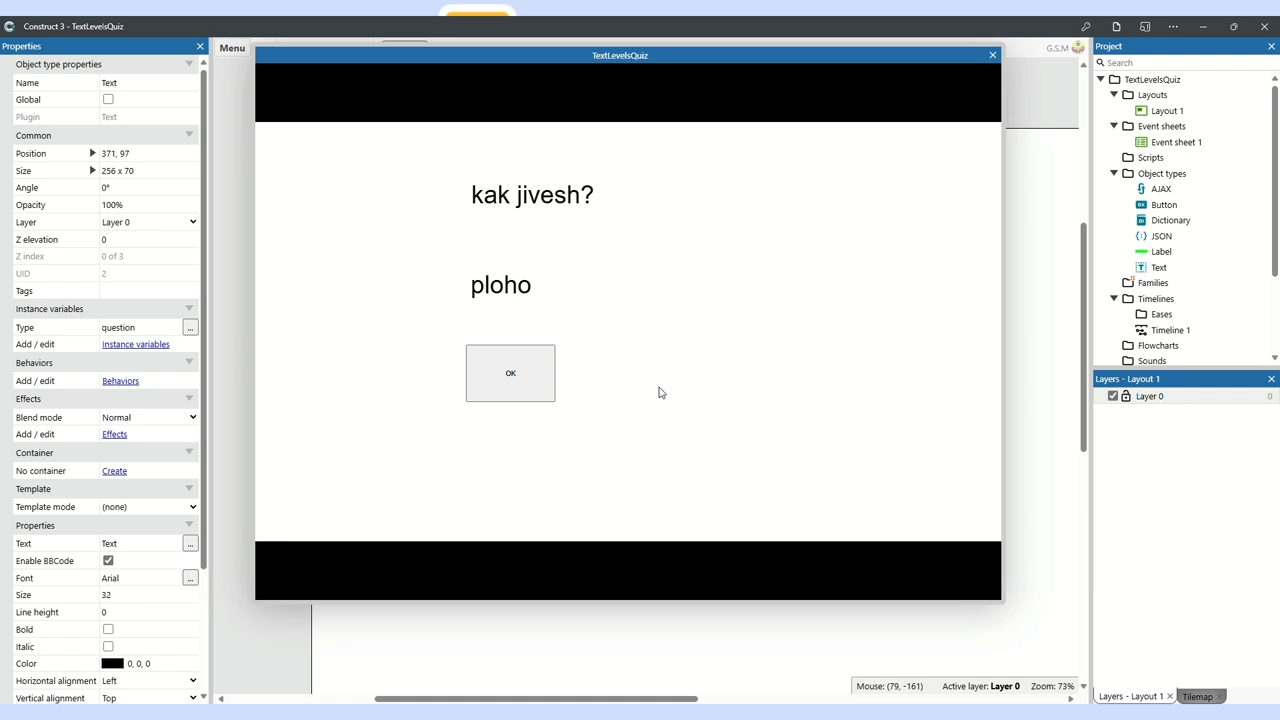 Construct 3 - TextLevelsQuiz
Properties
Object type properties
Name Text
Global
Plugin Text
Common
Position 371, 97
Size 256 x 70
Angle 0°
Opacity 100%
Layer Layer 0
Z elevation 0
Z index 0 of 3
UID 2
Tags
Instance variables
Type question ...
Add / edit Instance variables
Behaviors
Add / edit Behaviors
Effects
Blend mode Normal
Add / edit Effects
Container
No container Create
Template
Template mode (none)
Properties
Text Text ...
Enable BBCode
Font Arial ...
Size 32
Line height 0
Bold
Italic
Color 0, 0, 0
Horizontal alignment Left
Vertical alignment Top
Menu
G.S.M
TextLevelsQuiz
kak jivesh?
ploho
OK
Mouse: (79, -161) Active layer: Layer 0 Zoom: 73%
Project
Search
TextLevelsQuiz
Layouts
Layout 1
Event sheets
Event sheet 1
Scripts
Object types
AJAX
Button
Dictionary
JSON
Label
Text
Families
Timelines
Eases
Timeline 1
Flowcharts
Sounds
Layers - Layout 1
Layer 0 0
Layers - Layout 1 Tilemap